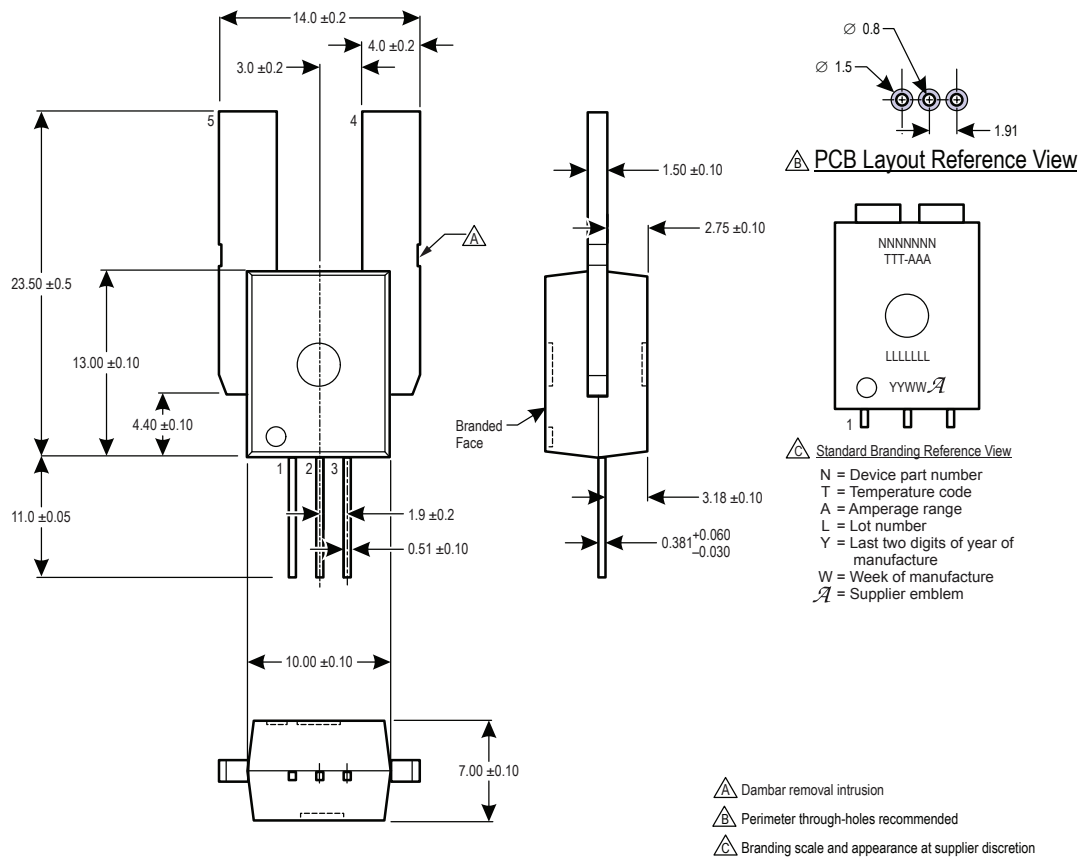 14.0 ±0.2
4.0 ±0.2
3.0 ±0.2
5
4
A
23.50 ±0.5
13.00 ±0.10
4.40 ±0.10
1
2
3
11.0 ±0.05
1.9 ±0.2
0.51 ±0.10
10.00 ±0.10
7.00 ±0.10
1.50 ±0.10
2.75 ±0.10
Branded
Face
3.18 ±0.10
0.381 +0.060
–0.030
Ø 0.8
Ø 1.5
1.91
B PCB Layout Reference View
NNNNNNN
TTT-AAA
LLLLLLL
YYWW A
1
C Standard Branding Reference View
N = Device part number
T = Temperature code
A = Amperage range
L = Lot number
Y = Last two digits of year of
manufacture
W = Week of manufacture
A = Supplier emblem
A Dambar removal intrusion
B Perimeter through-holes recommended
C Branding scale and appearance at supplier discretion